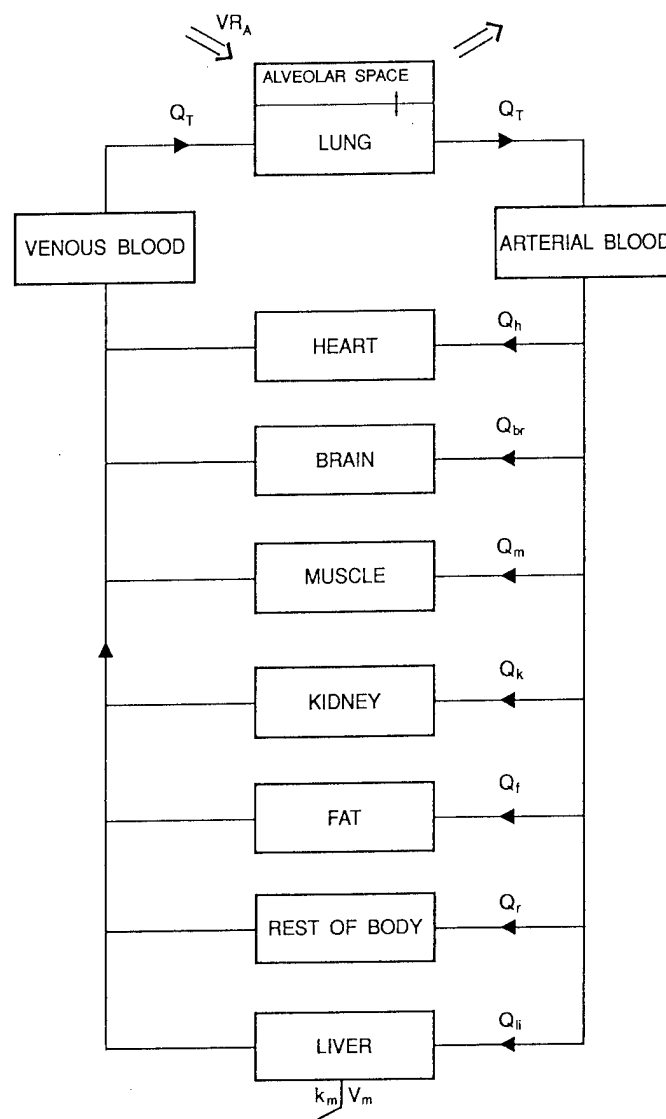 VR_A
ALVEOLAR SPACE
Q_T
Q_T
LUNG
VENOUS BLOOD
ARTERIAL BLOOD
Q_h
HEART
Q_br
BRAIN
Q_m
MUSCLE
Q_k
KIDNEY
Q_f
FAT
Q_r
REST OF BODY
Q_li
LIVER
k_m V_m